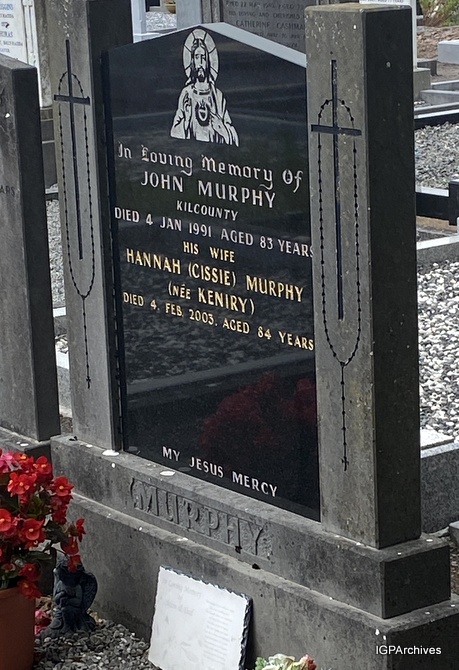 In Loving Memory Of
JOHN MURPHY
KILCOUNTY
DIED 4 JAN 1991 AGED 83 YEARS
HIS WIFE
HANNAH (CISSIE) MURPHY
(NÉE KENIRY)
DIED 4. FEB. 2003. AGED 84 YEARS
MY JESUS MERCY
MURPHY
IGPArchives